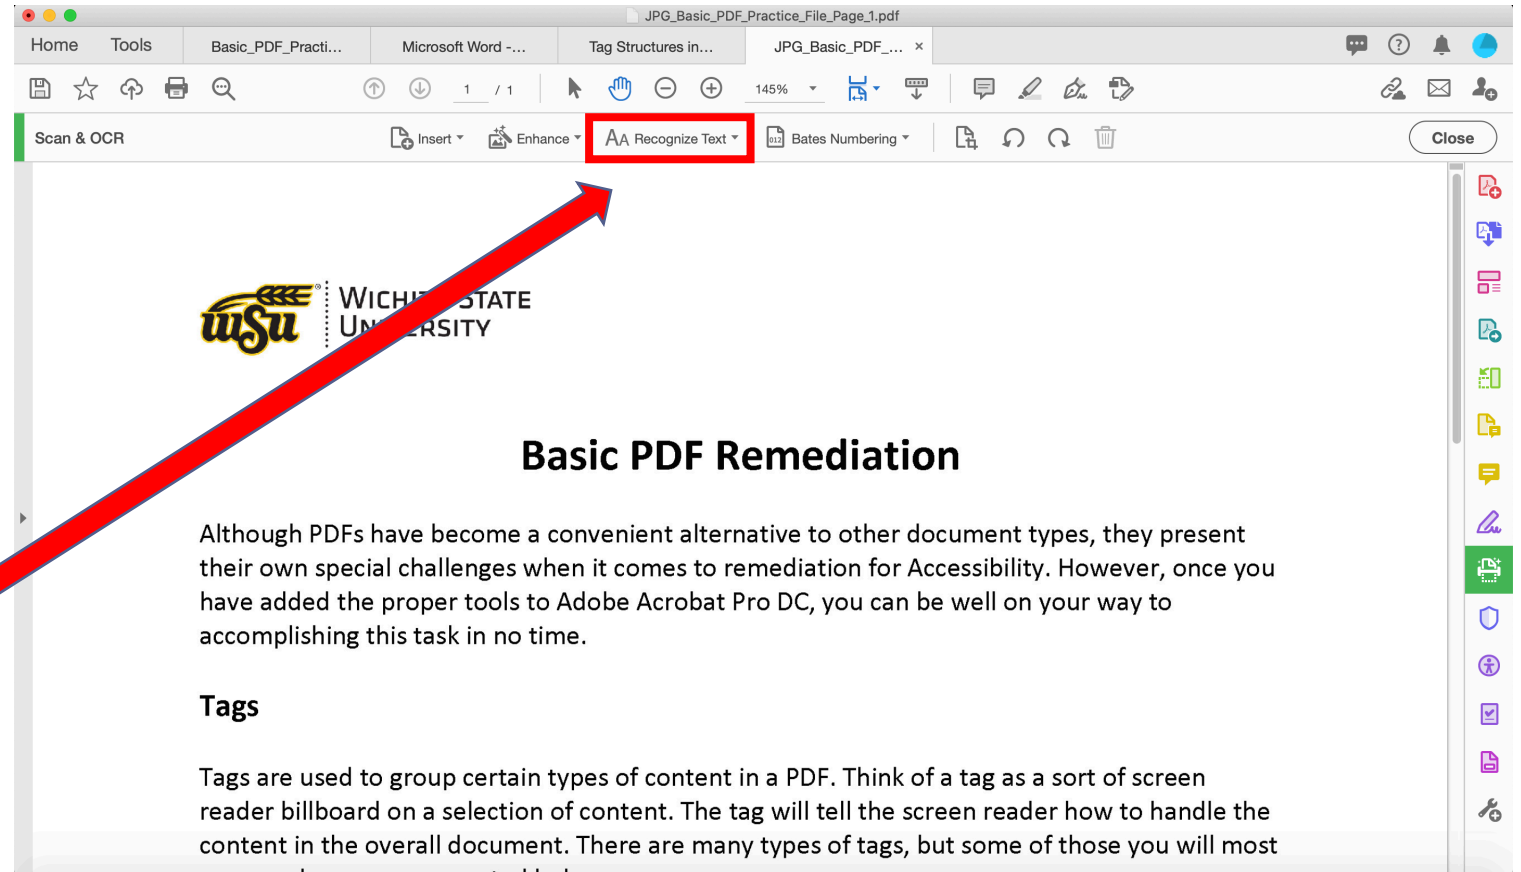 JPG_Basic_PDF_Practice_File_Page_1.pdf
Home Tools Basic_PDF_Practi... Microsoft Word -... Tag Structures in... JPG_Basic_PDF_... ×
1 / 1 145%
Scan & OCR Insert Enhance AA Recognize Text 012 Bates Numbering Close
WSU
WICHITA STATE
UNIVERSITY
Basic PDF Remediation
Although PDFs have become a convenient alternative to other document types, they present
their own special challenges when it comes to remediation for Accessibility. However, once you
have added the proper tools to Adobe Acrobat Pro DC, you can be well on your way to
accomplishing this task in no time.
Tags
Tags are used to group certain types of content in a PDF. Think of a tag as a sort of screen
reader billboard on a selection of content. The tag will tell the screen reader how to handle the
content in the overall document. There are many types of tags, but some of those you will most